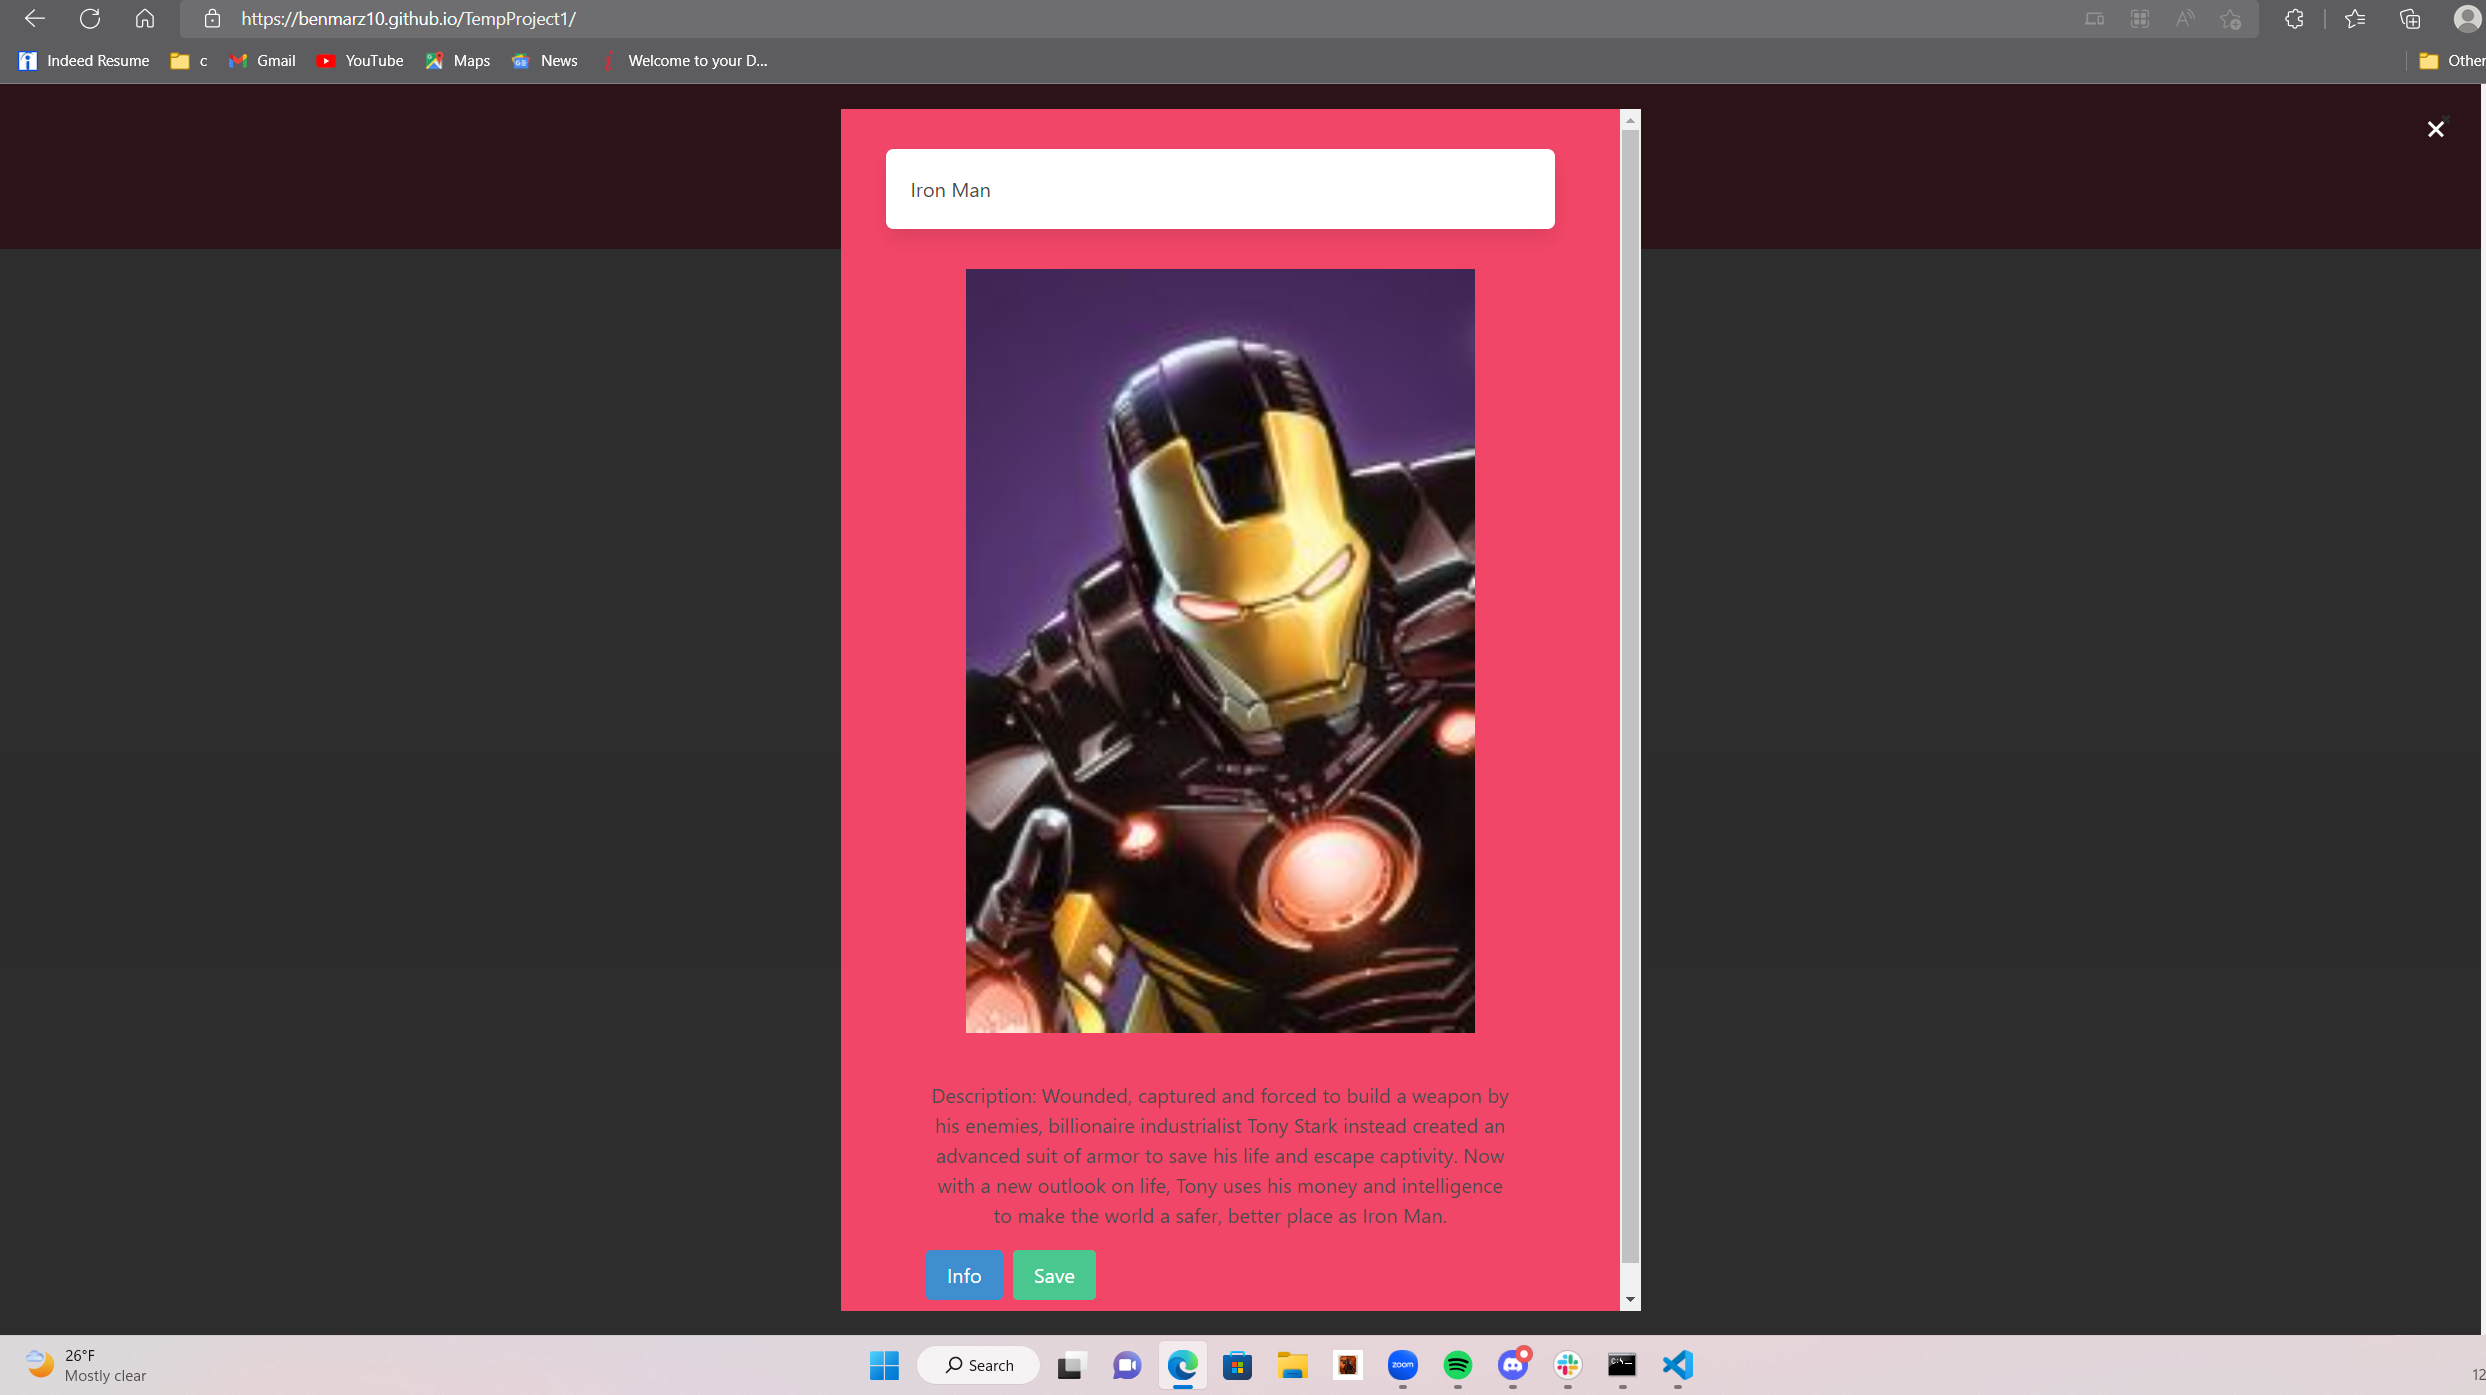 https://benmarz10.github.io/TempProject1/
Indeed Resume c Gmail YouTube Maps News Welcome to your D... Other
Iron Man
Description: Wounded, captured and forced to build a weapon by
his enemies, billionaire industrialist Tony Stark instead created an
advanced suit of armor to save his life and escape captivity. Now
with a new outlook on life, Tony uses his money and intelligence
to make the world a safer, better place as Iron Man.
Info Save
26°F
Mostly clear
Search
zoom
12